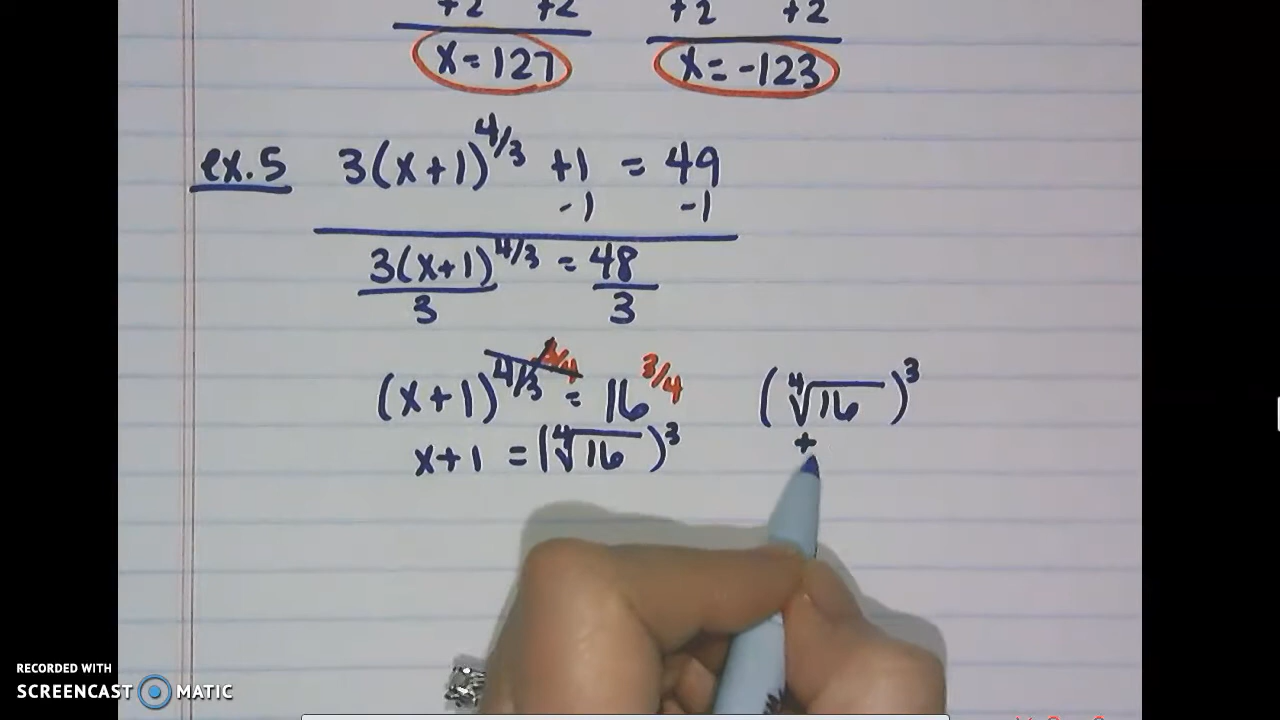 +2 +2 +2 +2
x = 127 x = -123
ex. 5 3(x+1)^4/3 +1 = 49
-1 -1
3(x+1)^4/3 = 48
3 3
(x+1)^4/3 · 3/4 = 16^3/4 (∜16)^3
x+1 = (∜16)^3 +
RECORDED WITH
SCREENCAST MATIC